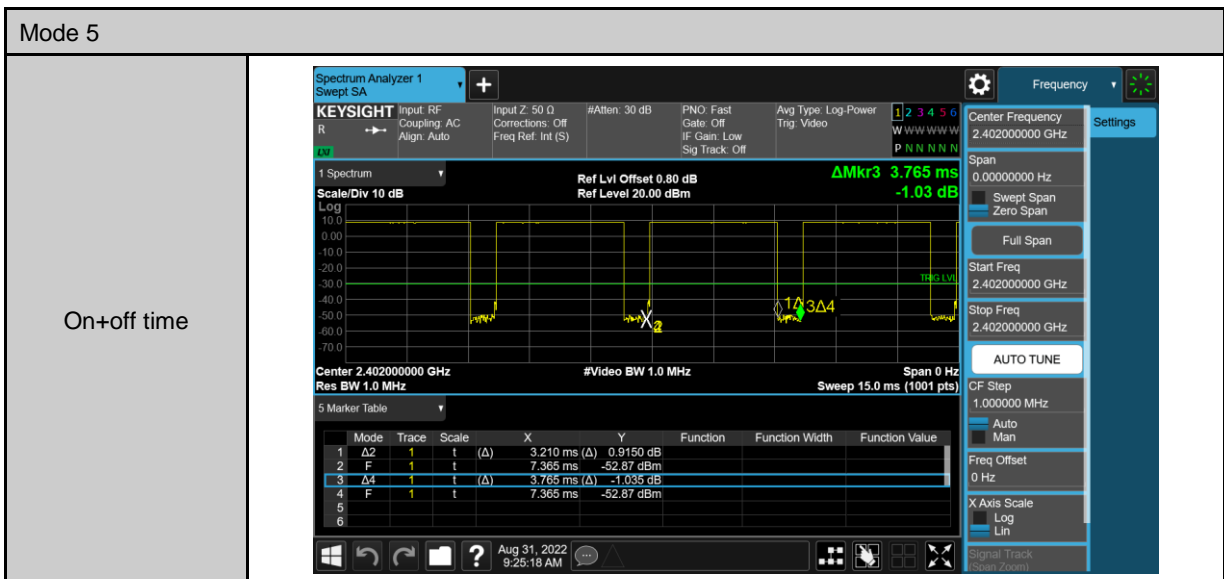 Mode 5
On+off time
Spectrum Analyzer 1
Swept SA
+
Frequency
KEYSIGHT
R
LXI
Input: RF
Coupling: AC
Align: Auto
Input Z: 50 Ω
Corrections: Off
Freq Ref: Int (S)
#Atten: 30 dB
PNO: Fast
Gate: Off
IF Gain: Low
Sig Track: Off
Avg Type: Log-Power
Trig: Video
1 2 3 4 5 6
W W W W W W
P N N N N N
1 Spectrum
Scale/Div 10 dB
Ref Lvl Offset 0.80 dB
Ref Level 20.00 dBm
ΔMkr3 3.765 ms
-1.03 dB
Log
10.0
0.00
-10.0
-20.0
-30.0
-40.0
-50.0
-60.0
-70.0
TRIG LVL
1Δ 3Δ4
Center 2.402000000 GHz
#Video BW 1.0 MHz
Span 0 Hz
Res BW 1.0 MHz
Sweep 15.0 ms (1001 pts)
5 Marker Table
Mode Trace Scale X Y Function Function Width Function Value
1 Δ2 1 t (Δ) 3.210 ms (Δ) 0.9150 dB
2 F 1 t 7.365 ms -52.87 dBm
3 Δ4 1 t (Δ) 3.765 ms (Δ) -1.035 dB
4 F 1 t 7.365 ms -52.87 dBm
5
6
?
Aug 31, 2022
9:25:18 AM
Center Frequency
2.402000000 GHz
Settings
Span
0.00000000 Hz
Swept Span
Zero Span
Full Span
Start Freq
2.402000000 GHz
Stop Freq
2.402000000 GHz
AUTO TUNE
CF Step
1.000000 MHz
Auto
Man
Freq Offset
0 Hz
X Axis Scale
Log
Lin
Signal Track
(Span Zoom)